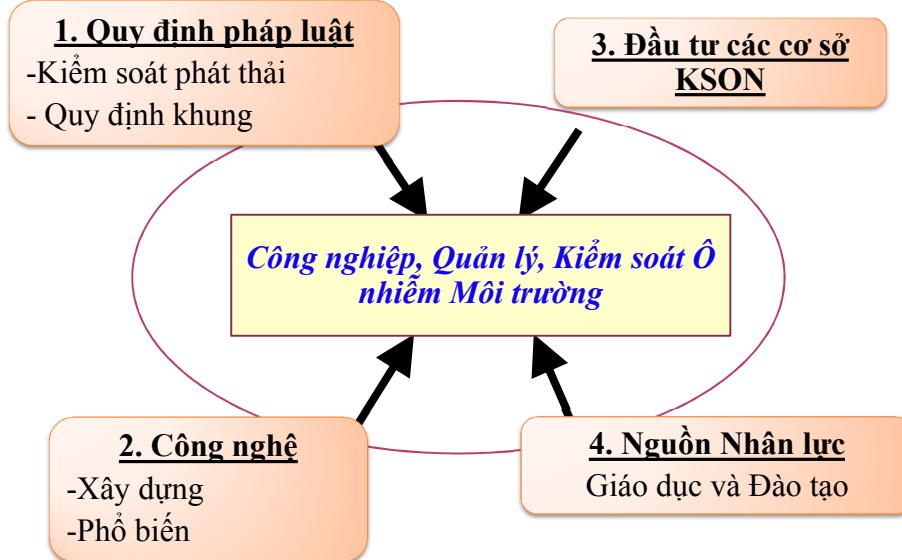 1. Quy định pháp luật
-Kiểm soát phát thải
- Quy định khung
3. Đầu tư các cơ sở
KSON
Công nghiệp, Quản lý, Kiểm soát Ô
nhiễm Môi trường
2. Công nghệ
-Xây dựng
-Phổ biến
4. Nguồn Nhân lực
Giáo dục và Đào tạo